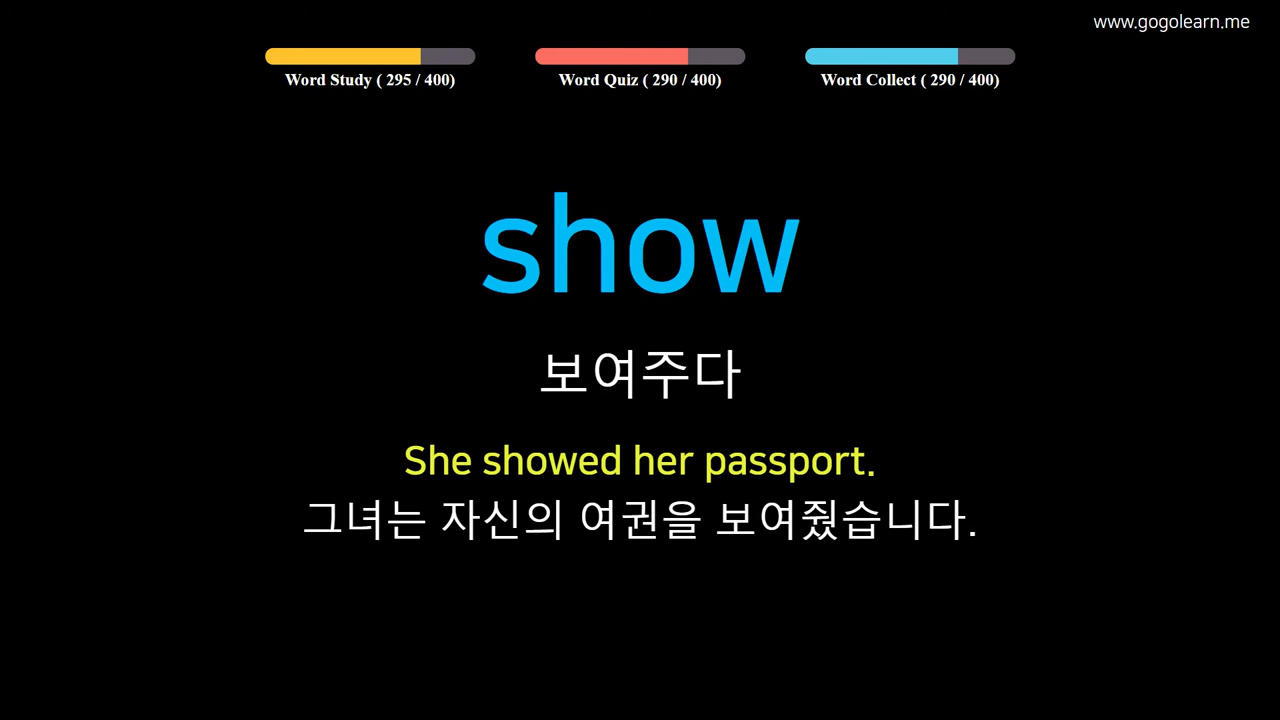 www.gogolearn.me
Word Study ( 295 / 400)
Word Quiz ( 290 / 400)
Word Collect ( 290 / 400)
show
보여주다
She showed her passport.
그녀는 자신의 여권을 보여줬습니다.